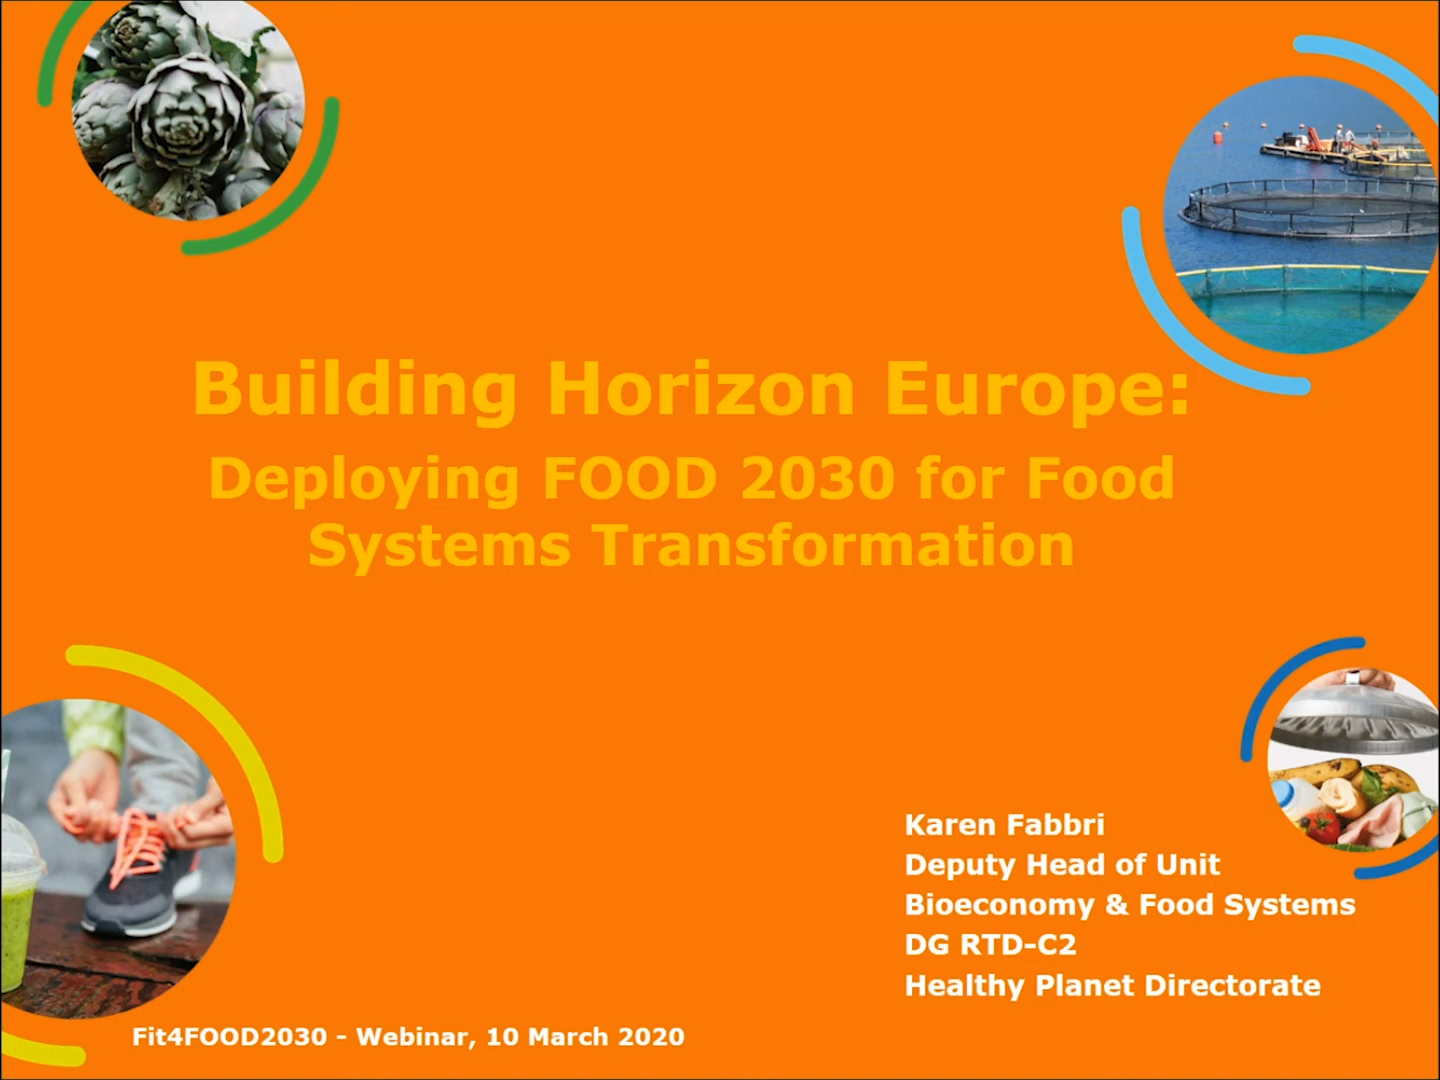 Building Horizon Europe:
Deploying FOOD 2030 for Food
Systems Transformation
Karen Fabbri
Deputy Head of Unit
Bioeconomy & Food Systems
DG RTD-C2
Healthy Planet Directorate
Fit4FOOD2030 - Webinar, 10 March 2020